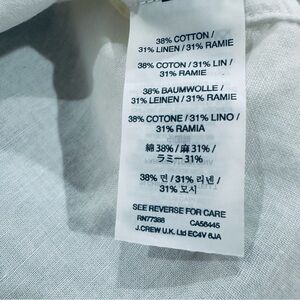 38% COTTON /
31% LINEN / 31% RAMIE
38% COTON / 31% LIN /
31% RAMIE
38% BAUMWOLLE /
31% LEINEN / 31% RAMIE
38% COTONE / 31% LINO /
31% RAMIA
綿 38% / 麻 31% /
ラミー 31%
38% 면 / 31% 리넨 /
31% 모시
SEE REVERSE FOR CARE
RN77388 CA56445
J.CREW U.K. Ltd EC4V 6JA